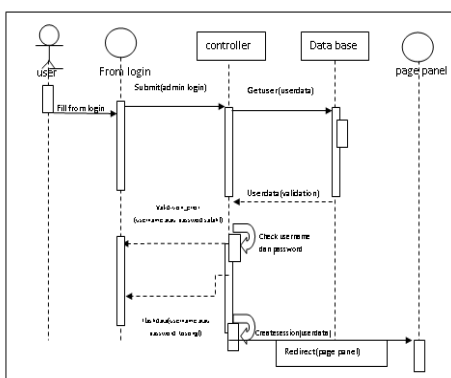 controller
Data base
user
From login
page panel
Submit(admin login)
Getuser(userdata)
Fill from login
Userdata(validation)
Check username
dan password
Createsession(userdata)
Redirect(page panel)